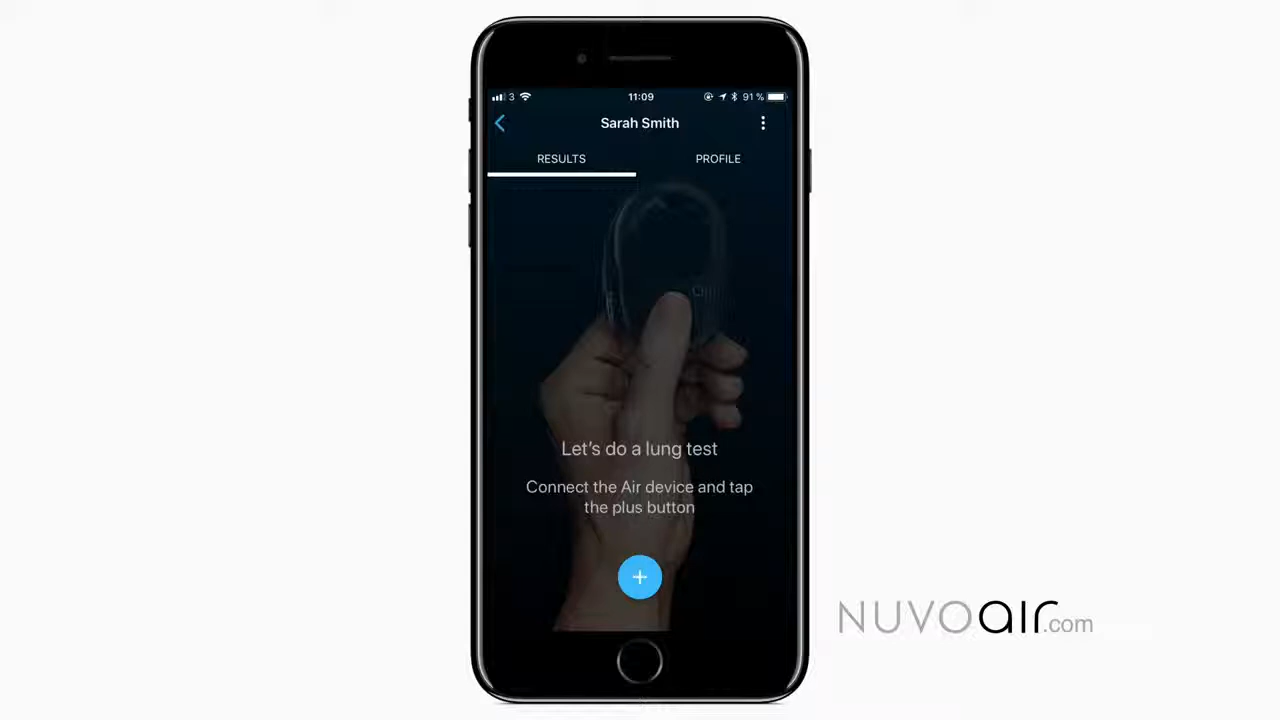 3 11:09 91 %
Sarah Smith
RESULTS PROFILE
Let's do a lung test
Connect the Air device and tap
the plus button
NUVOair.com